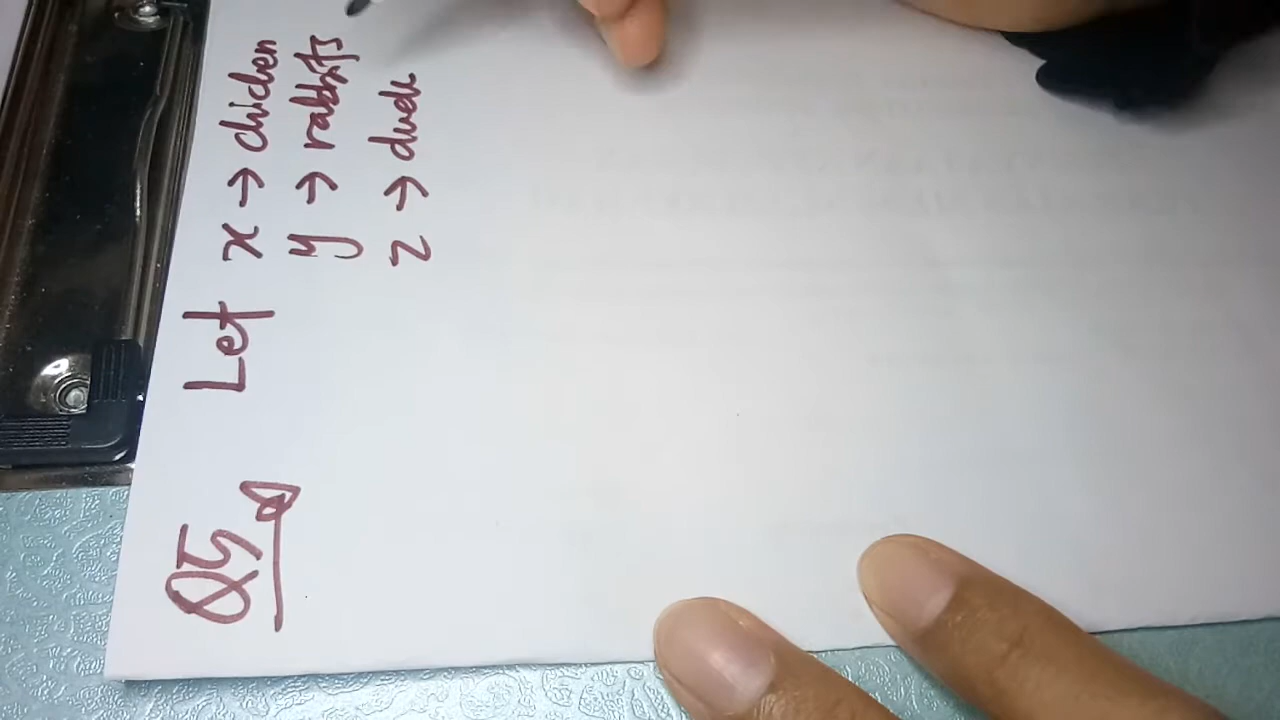 Q5 Let x → chicken
y → rabbits
z → duck